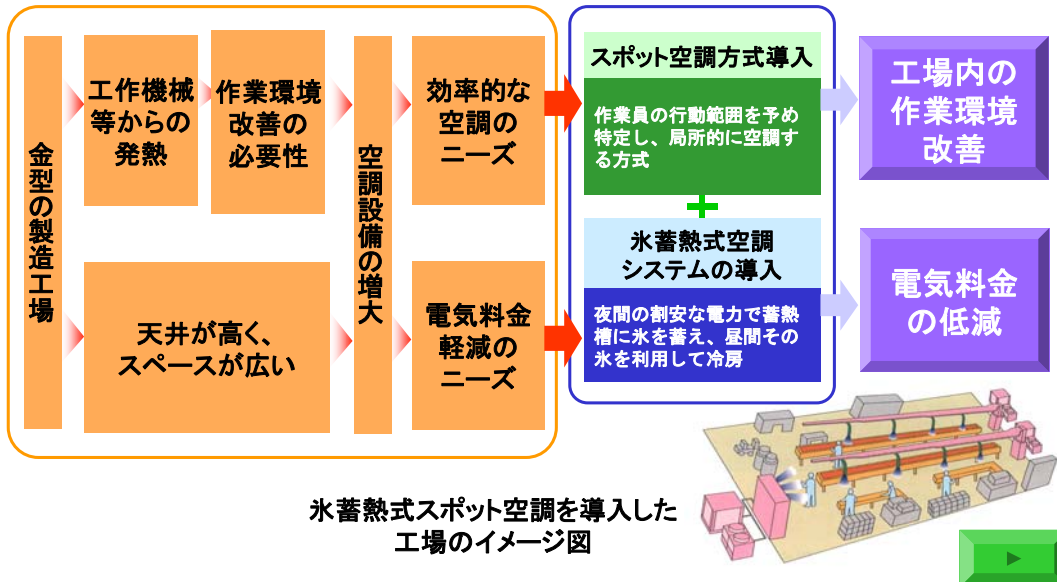 金型の製造工場
工作機械
等からの
発熱
作業環境
改善の
必要性
天井が高く、
スペースが広い
空調設備の増大
効率的な
空調の
ニーズ
電気料金
軽減の
ニーズ
スポット空調方式導入
作業員の行動範囲を予め
特定し、局所的に空調す
る方式
+
氷蓄熱式空調
システムの導入
夜間の割安な電力で蓄熱
槽に氷を蓄え、昼間その
氷を利用して冷房
工場内の
作業環境
改善
電気料金
の低減
氷蓄熱式スポット空調を導入した
工場のイメージ図